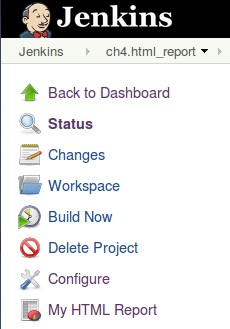 Jenkins
Jenkins ch4.html_report
Back to Dashboard
Status
Changes
Workspace
Build Now
Delete Project
Configure
My HTML Report